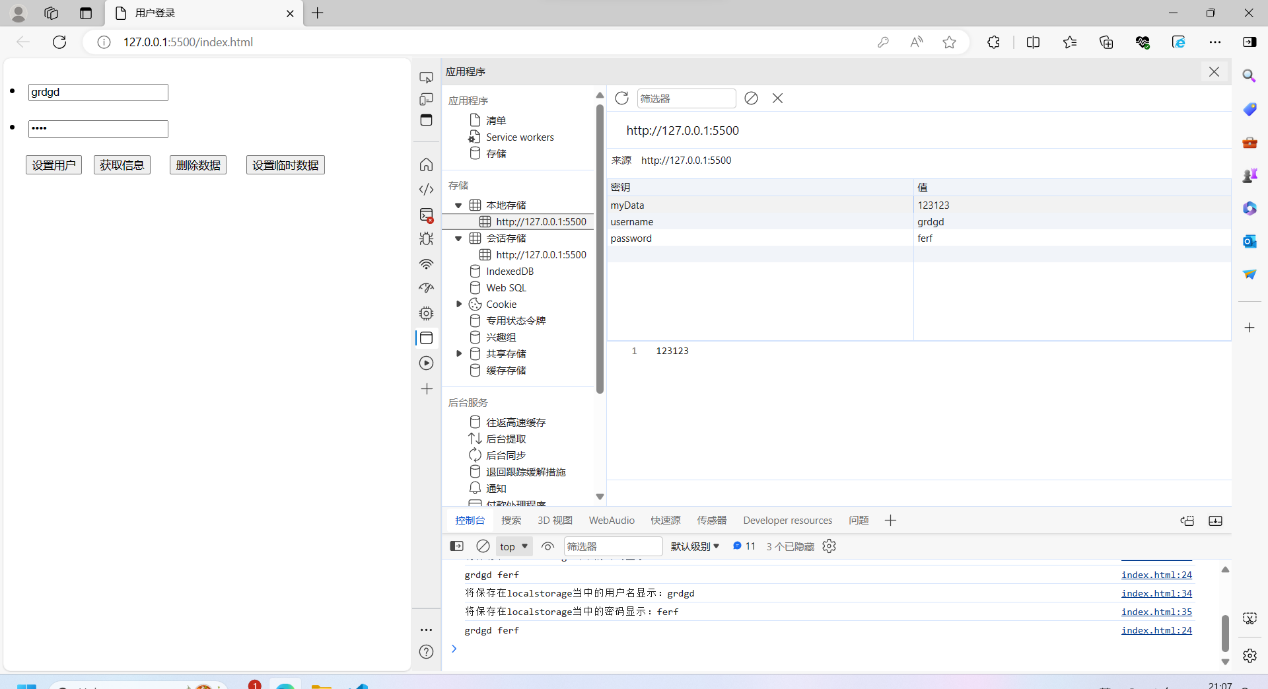 用户登录
127.0.0.1:5500/index.html
grdgd
••••
设置用户 获取信息 删除数据 设置临时数据
应用程序
应用程序
清单
Service workers
存储
存储
本地存储
http://127.0.0.1:5500
会话存储
http://127.0.0.1:5500
IndexedDB
Web SQL
Cookie
专用状态令牌
兴趣组
共享存储
缓存存储
后台服务
往返高速缓存
后台提取
后台同步
退回跟踪缓解措施
通知
付款处理程序
筛选器
http://127.0.0.1:5500
来源 http://127.0.0.1:5500
密钥 值
myData 123123
username grdgd
password ferf
1 123123
控制台 搜索 3D 视图 WebAudio 快速源 传感器 Developer resources 问题
top 筛选器 默认级别 11 3 个已隐藏
grdgd ferf index.html:24
将保存在localstorage当中的用户名显示：grdgd index.html:34
将保存在localstorage当中的密码显示：ferf index.html:35
grdgd ferf index.html:24
1
21:07